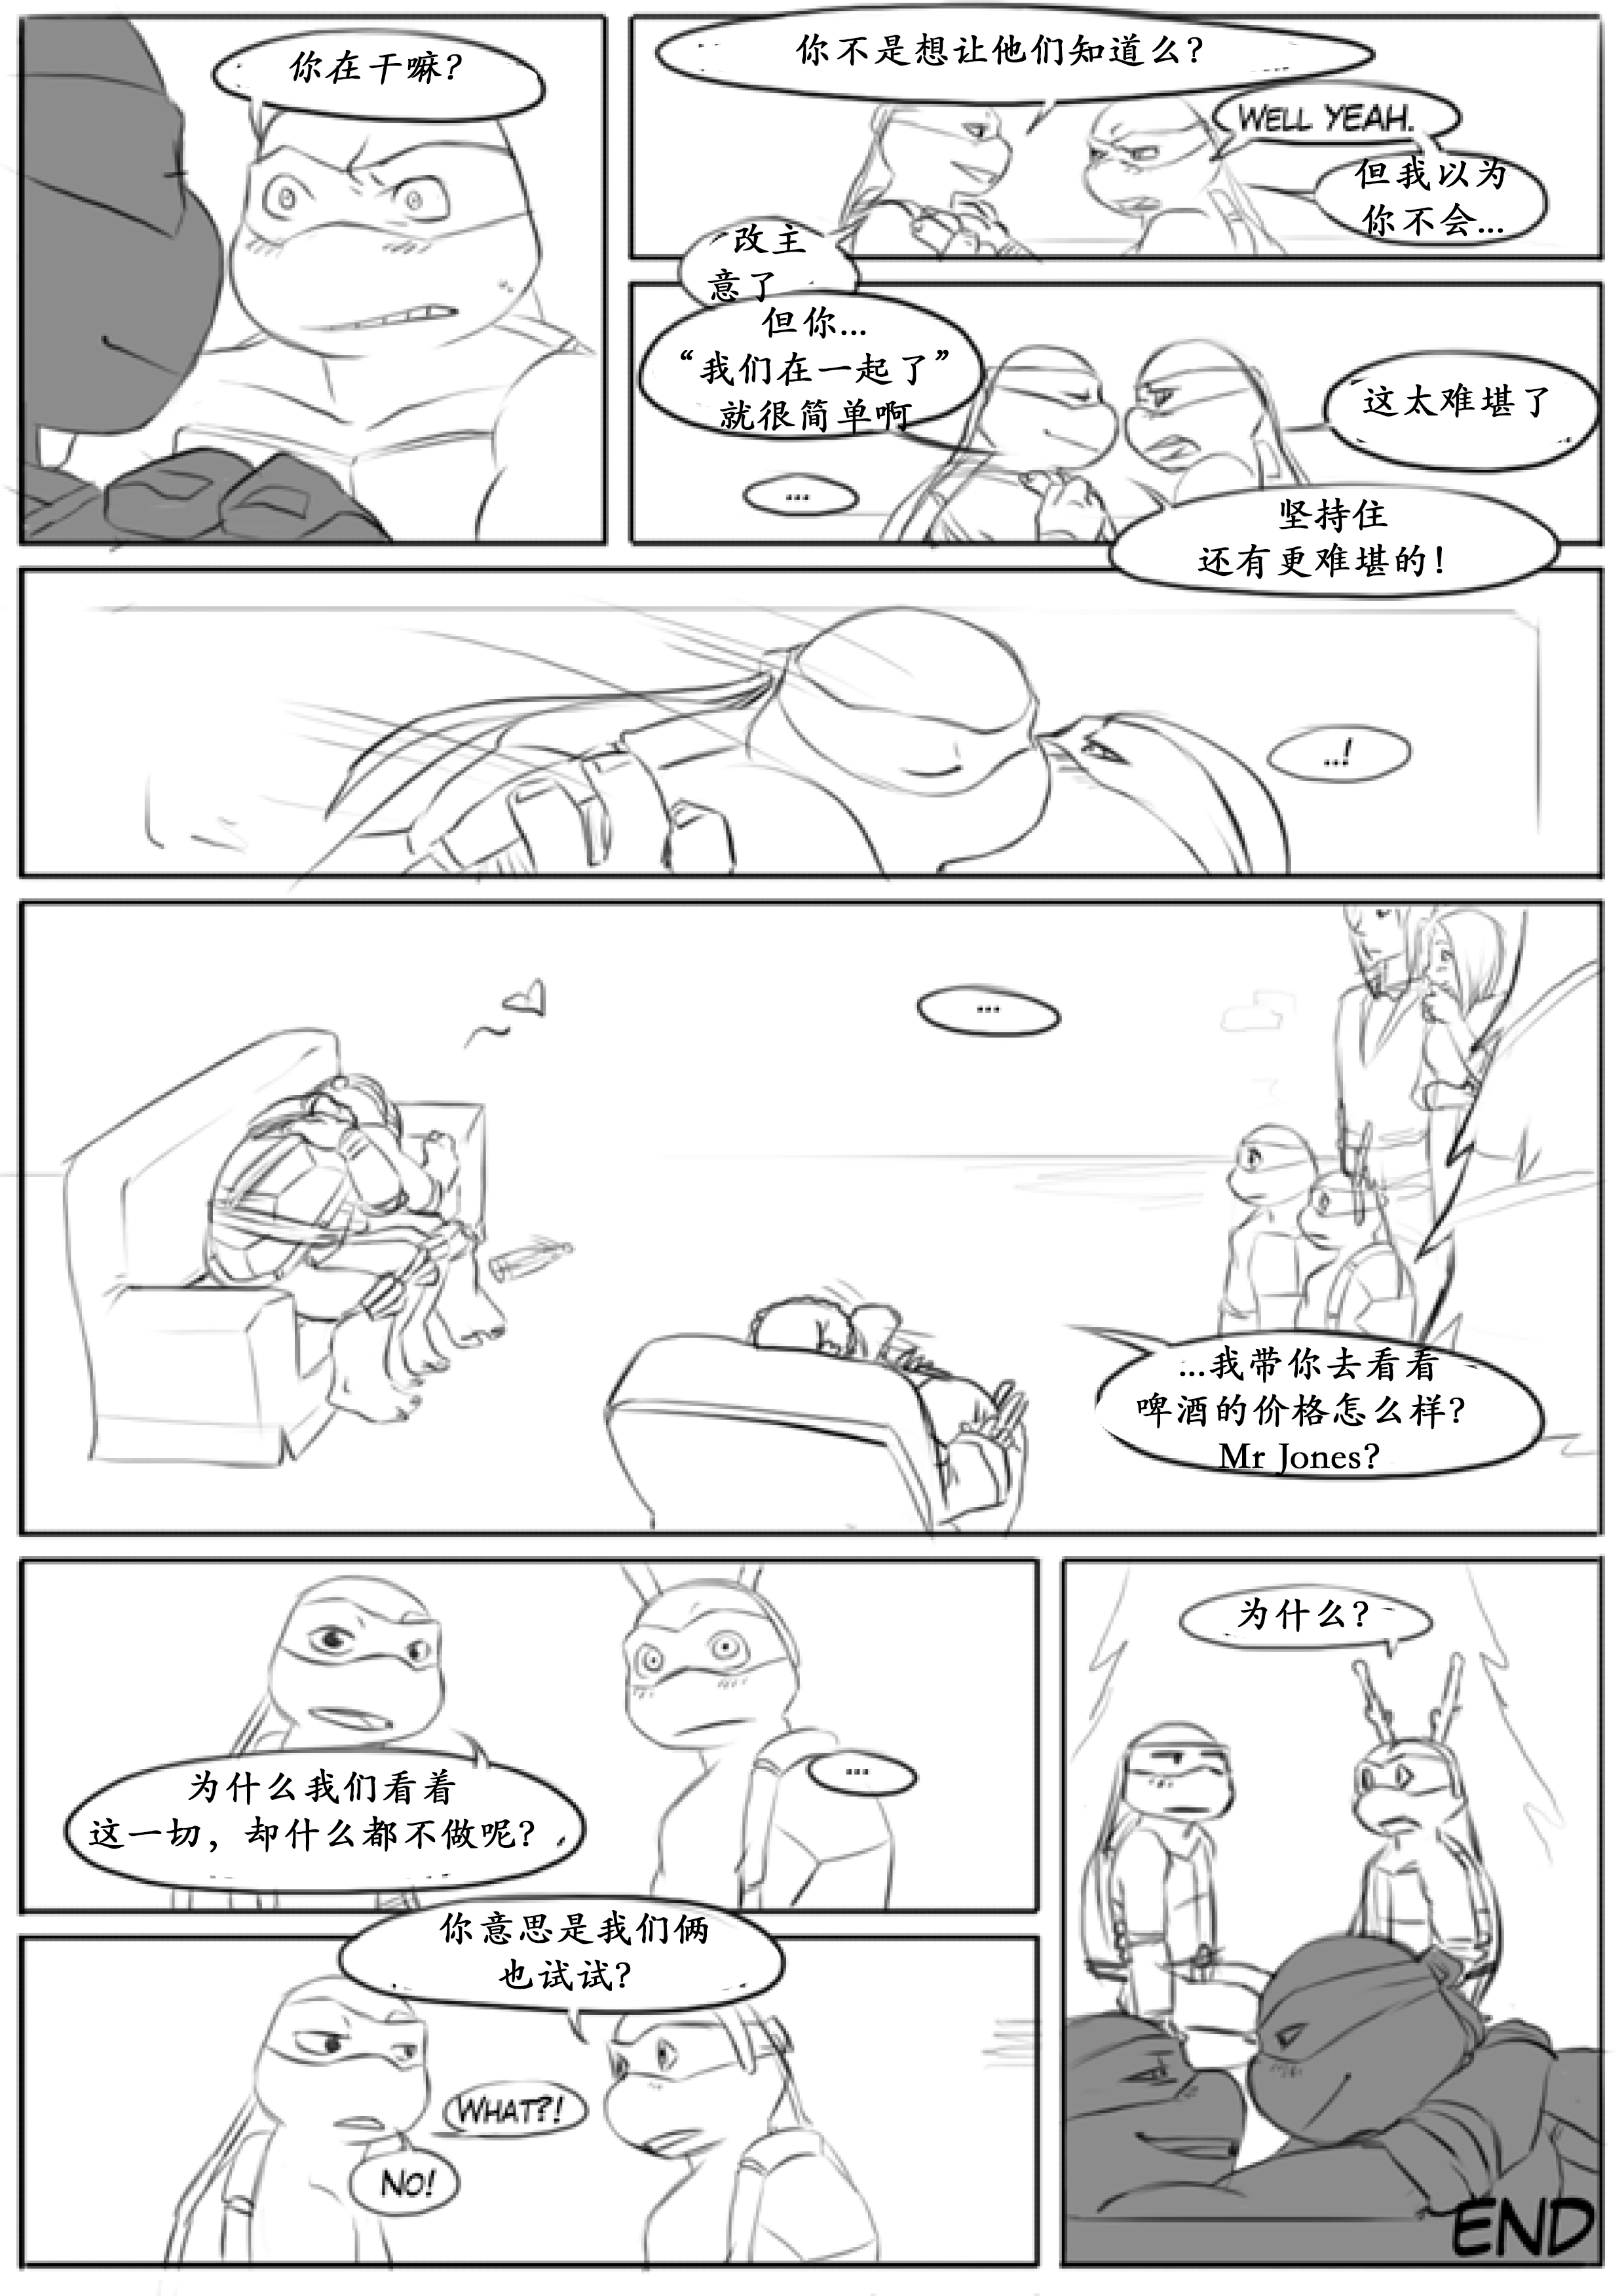 你在干嘛?
你不是想让他们知道么?
WELL YEAH.
但我以为
你不会...
改主
意了
但你...
“我们在一起了”
就很简单啊
这太难堪了
...
坚持住
还有更难堪的!
..!
...
...我带你去看看
啤酒的价格怎么样?
Mr Jones?
为什么我们看着
这一切，却什么都不做呢?
...
你意思是我们俩
也试试?
WHAT?!
NO!
为什么?
END